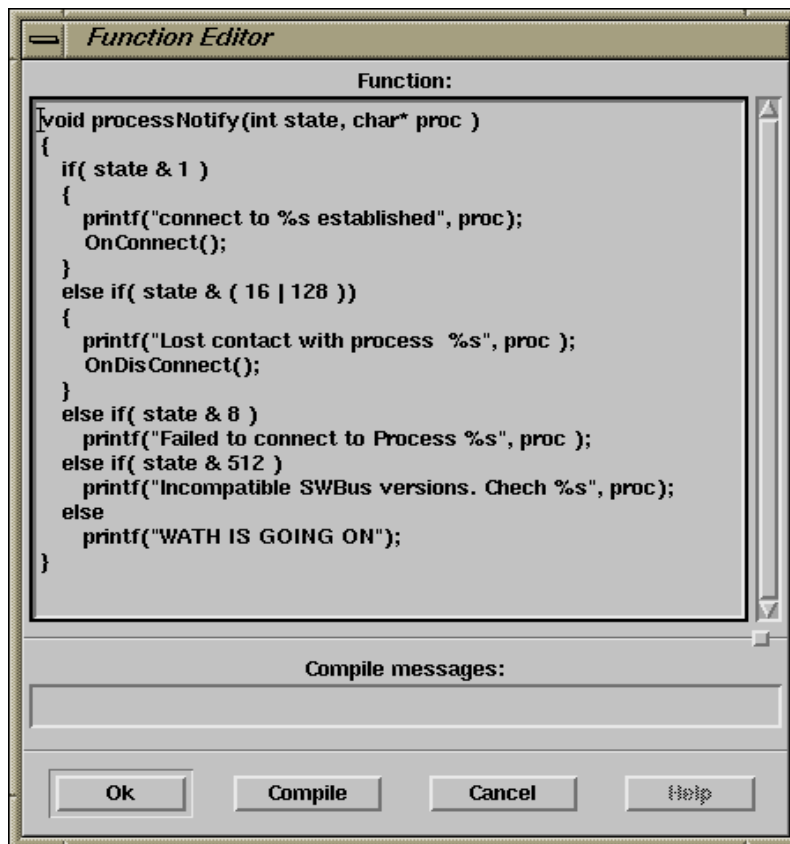 Function Editor
Function:
void processNotify(int state, char* proc )
{
if( state & 1 )
{
printf("connect to %s established", proc);
OnConnect();
}
else if( state & ( 16 | 128 ))
{
printf("Lost contact with process  %s", proc );
OnDisConnect();
}
else if( state & 8 )
printf("Failed to connect to Process %s", proc );
else if( state & 512 )
printf("Incompatible SWBus versions. Chech %s", proc);
else
printf("WATH IS GOING ON");
}
Compile messages:
Ok Compile Cancel Help